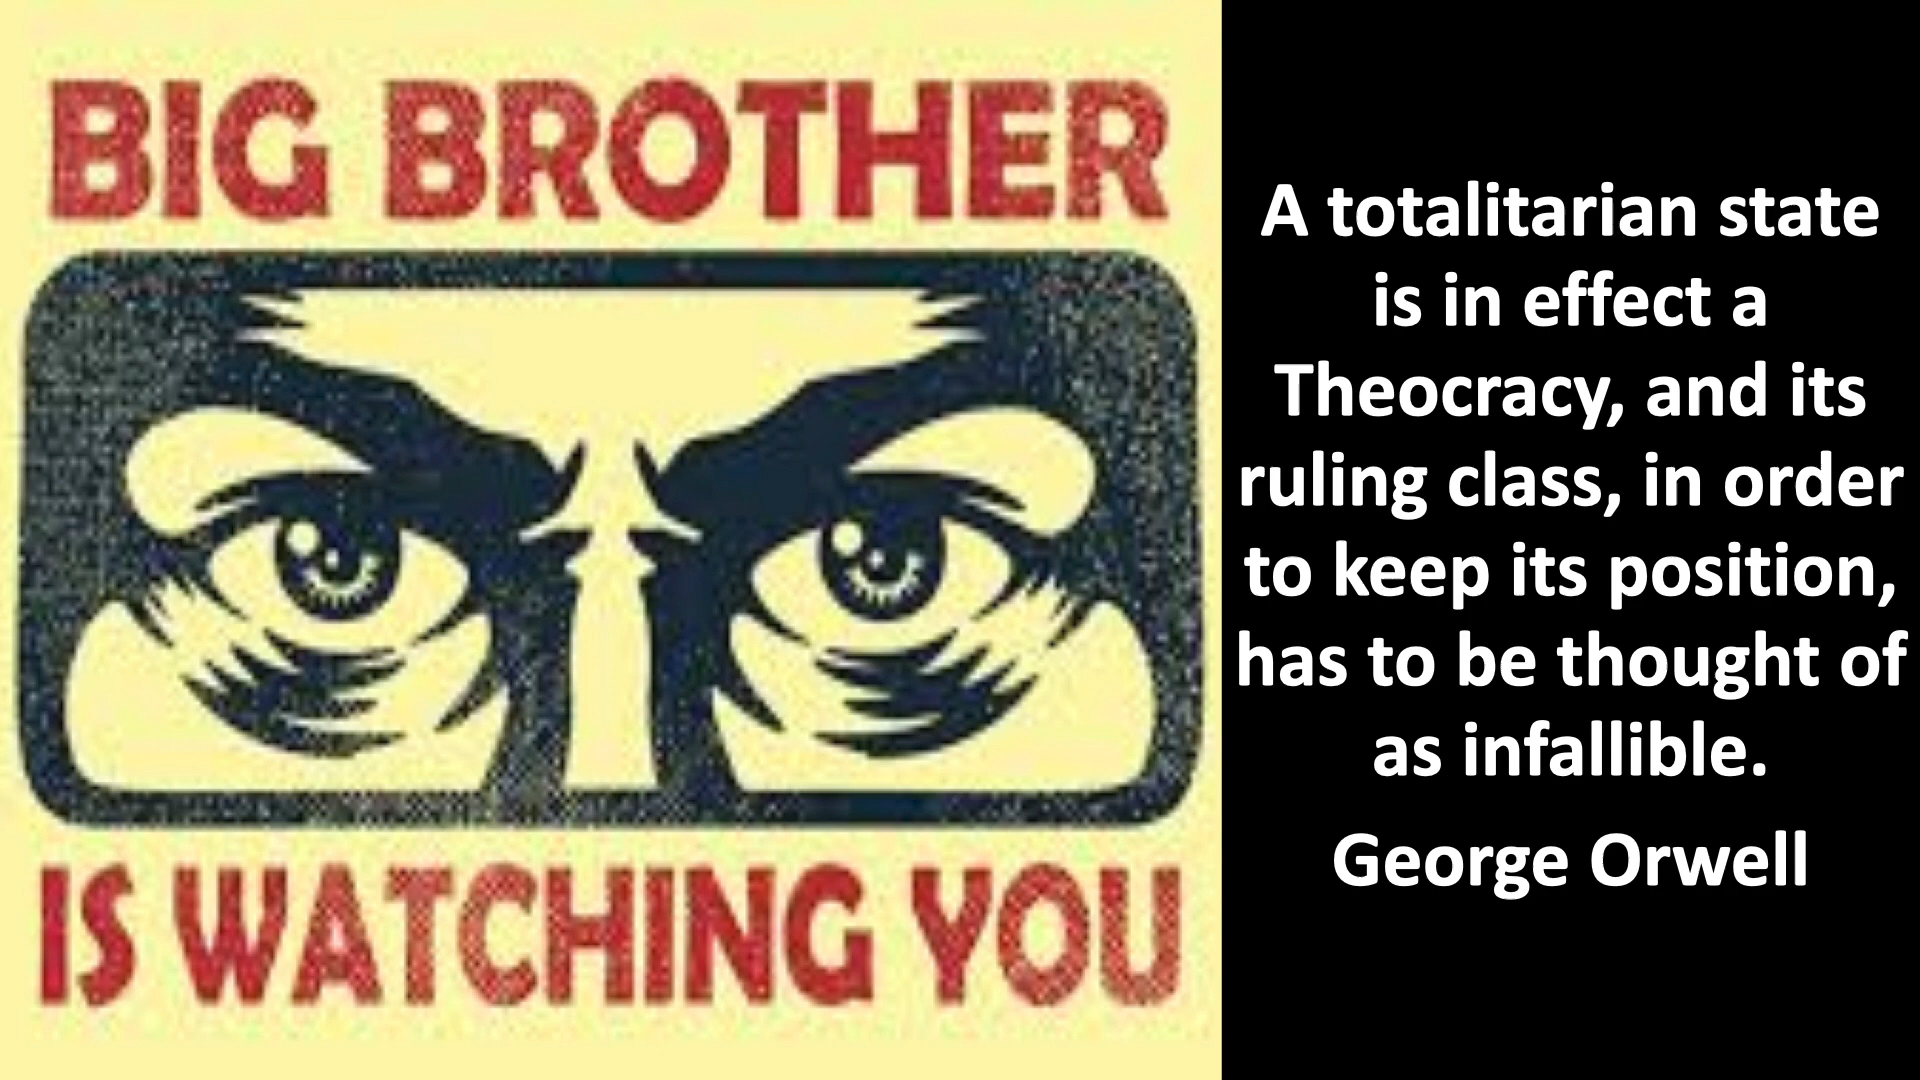 BIG BROTHER
IS WATCHING YOU
A totalitarian state
is in effect a
Theocracy, and its
ruling class, in order
to keep its position,
has to be thought of
as infallible.
George Orwell